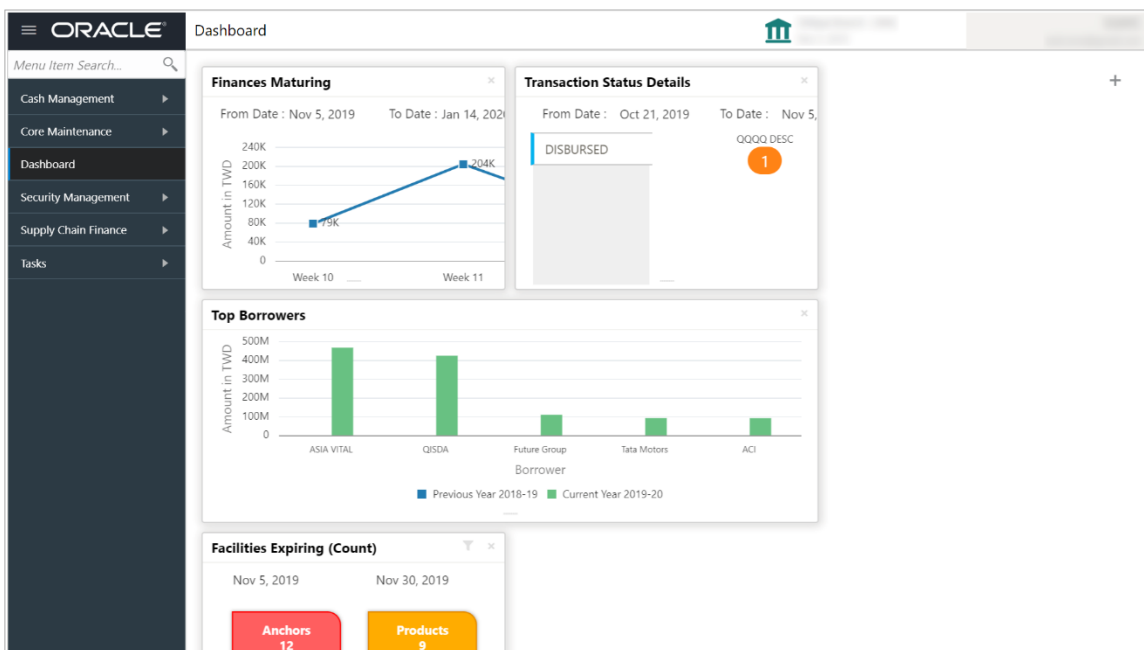 ORACLE®
Dashboard
Menu Item Search...
Cash Management
Core Maintenance
Dashboard
Security Management
Supply Chain Finance
Tasks
Finances Maturing
From Date : Nov 5, 2019 To Date : Jan 14, 202
Amount in TWD
240K
200K
160K
120K
80K
40K
0
204K
79K
Week 10 Week 11
Transaction Status Details
From Date : Oct 21, 2019 To Date : Nov 5,
DISBURSED
QQQQ DESC
1
Top Borrowers
Amount in TWD
500M
400M
300M
200M
100M
0
ASIA VITAL QISDA Future Group Tata Motors ACI
Borrower
Previous Year 2018-19 Current Year 2019-20
Facilities Expiring (Count)
Nov 5, 2019 Nov 30, 2019
Anchors Products
12 9